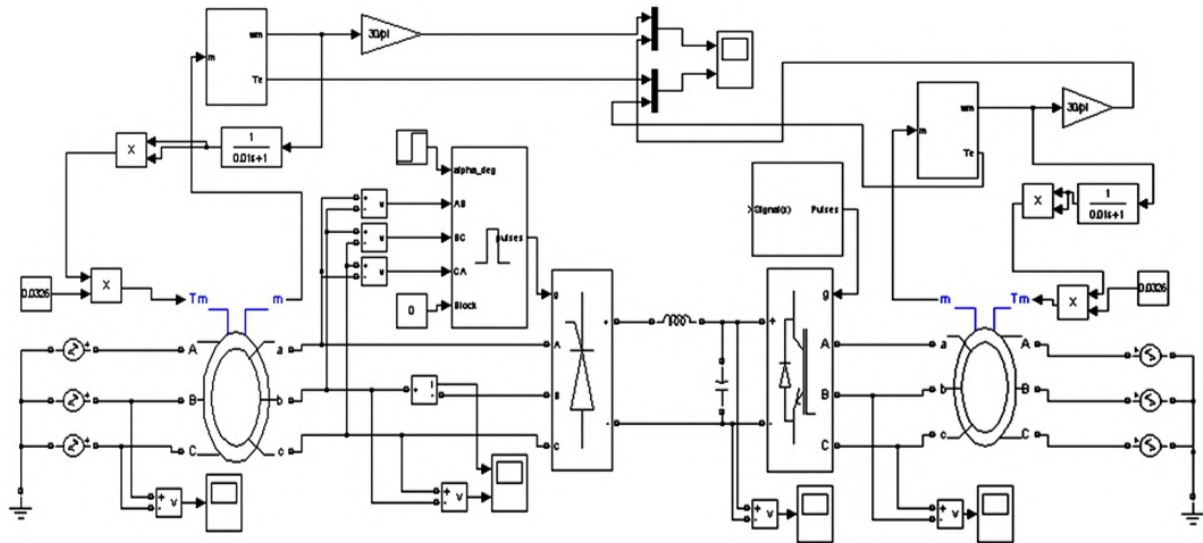 wm
30/pi
m
Te
wm
30/pi
m
Te
1
0.01s+1
X
alpha_deg
v
AB
v
BC
pulses
v
CA
0
Block
Signal(s)
Pulses
1
0.01s+1
X
0.0326
X
Tm
m
g
g
m
Tm
X
0.0326
A
a
A
+
+
A
a
A
B
b
+
i
-
B
B
b
B
C
c
C
-
-
C
c
C
+
-
v
+
-
v
+
-
v
+
-
v